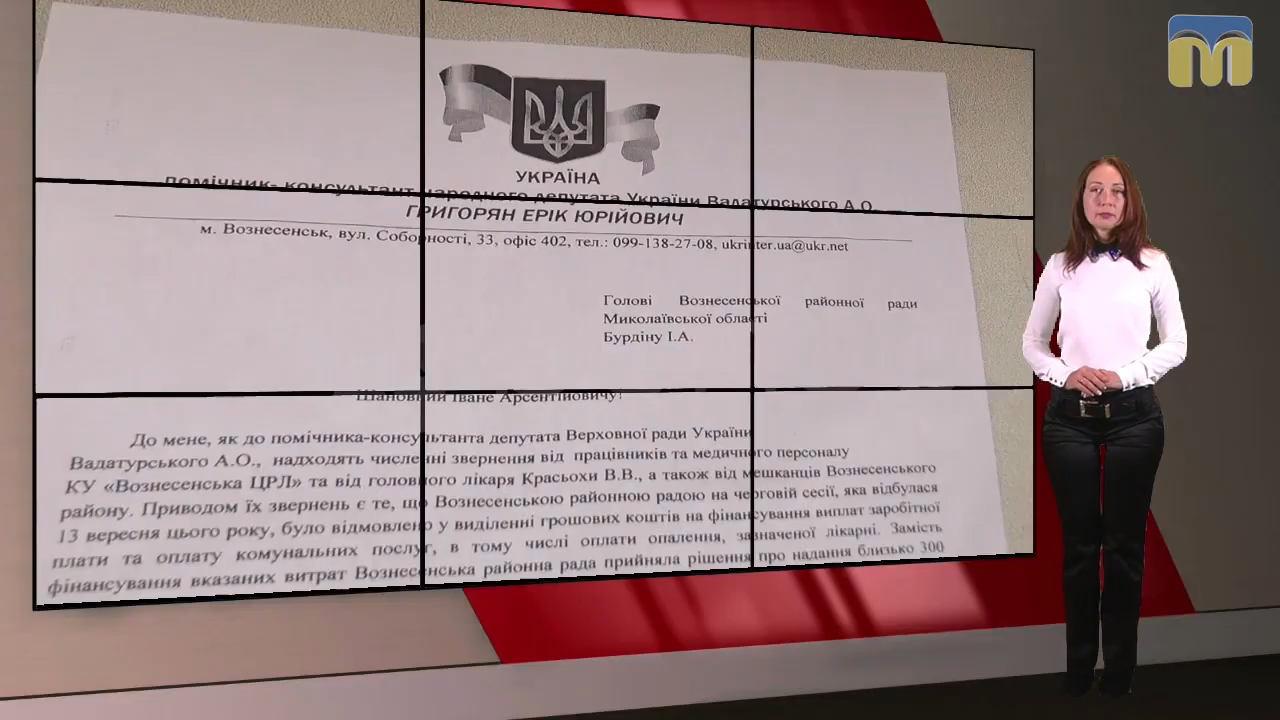 УКРАЇНА
помічник- консультант народного депутата України Вадатурського А.О.
ГРИГОРЯН ЕРІК ЮРІЙОВИЧ
м. Вознесенськ, вул. Соборності, 33, офіс 402, тел.: 099-138-27-08, ukrinter.ua@ukr.net
Голові Вознесенської районної ради
Миколаївської області
Бурдіну І.А.
Шановний Іване Арсентійовичу!
До мене, як до помічника-консультанта депутата Верховної ради України
Вадатурського А.О., надходять численні звернення від працівників та медичного персоналу
КУ «Вознесенська ЦРЛ» та від головного лікаря Красьохи В.В., а також від мешканців Вознесенського
району. Приводом їх звернень є те, що Вознесенською районною радою на черговій сесії, яка відбулася
13 вересня цього року, було відмовлено у виділенні грошових коштів на фінансування виплат заробітної
плати та оплату комунальних послуг, в тому числі оплати опалення, зазначеної лікарні. Замість
фінансування вказаних витрат Вознесенська районна рада прийняла рішення про надання близько 300